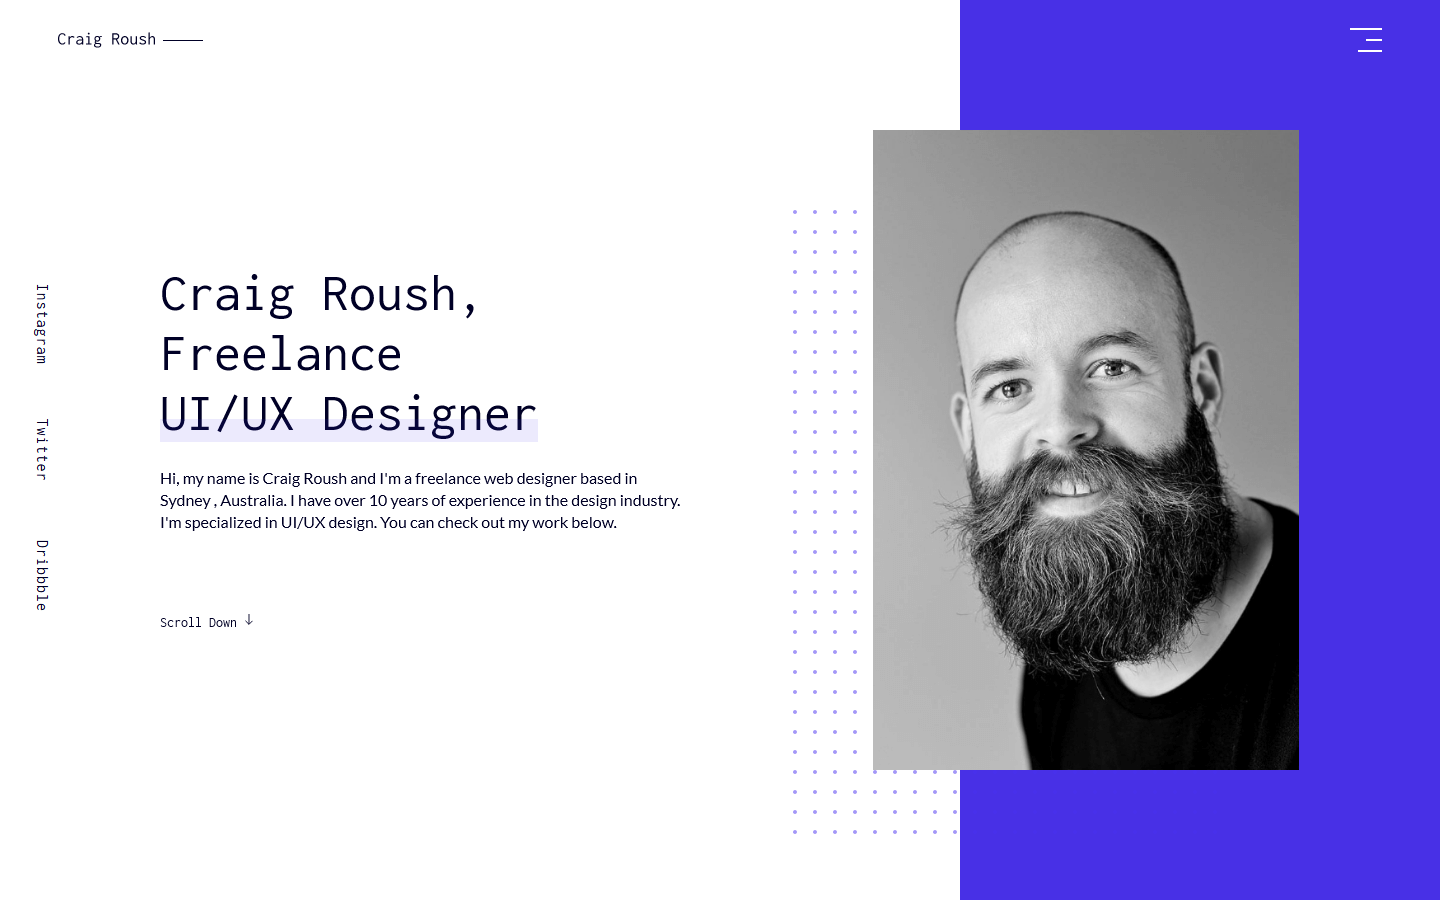 Craig Roush
Instagram
Twitter
Dribbble
Craig Roush,
Freelance
UI/UX Designer
Hi, my name is Craig Roush and I'm a freelance web designer based in
Sydney , Australia. I have over 10 years of experience in the design industry.
I'm specialized in UI/UX design. You can check out my work below.
Scroll Down